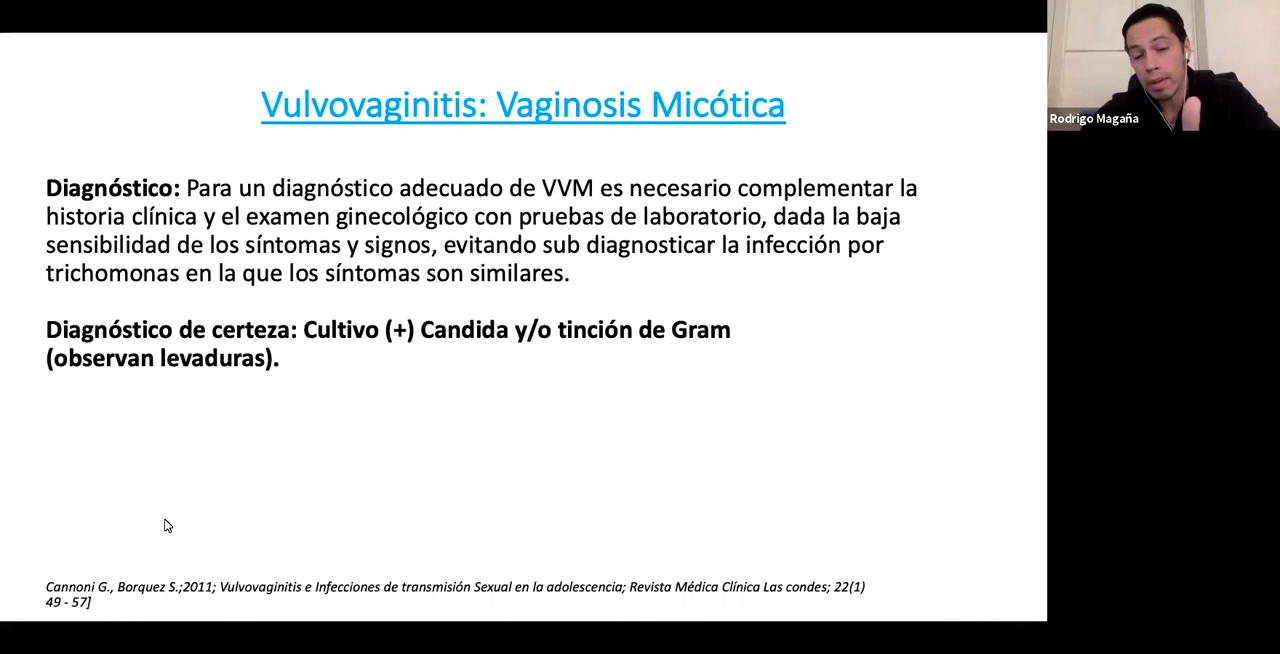 Vulvovaginitis: Vaginosis Micótica
Rodrigo Magaña
Diagnóstico: Para un diagnóstico adecuado de VVM es necesario complementar la
historia clínica y el examen ginecológico con pruebas de laboratorio, dada la baja
sensibilidad de los síntomas y signos, evitando sub diagnosticar la infección por
trichomonas en la que los síntomas son similares.
Diagnóstico de certeza: Cultivo (+) Candida y/o tinción de Gram
(observan levaduras).
Cannoni G., Borquez S.;2011; Vulvovaginitis e Infecciones de transmisión Sexual en la adolescencia; Revista Médica Clínica Las condes; 22(1)
49 - 57]